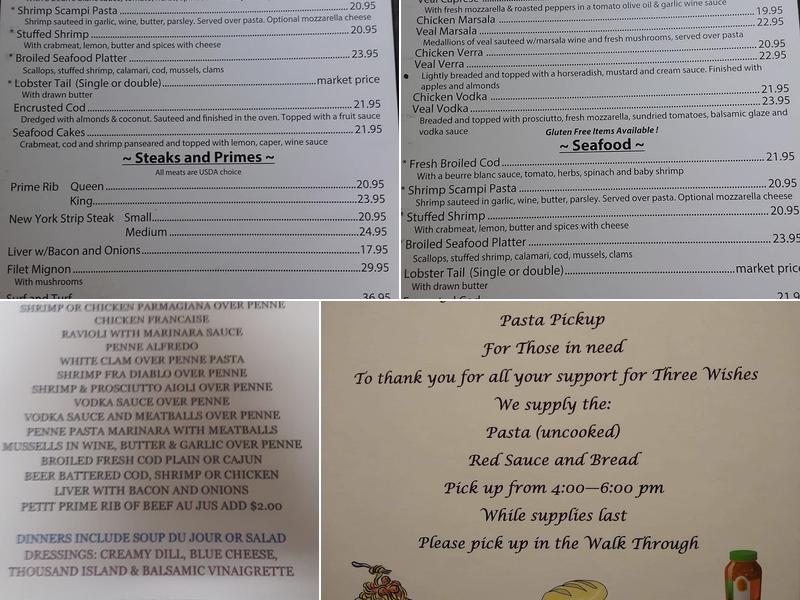 * Shrimp Scampi Pasta 20.95
Shrimp sauteed in garlic, wine, butter, parsley. Served over pasta. Optional mozzarella cheese
* Stuffed Shrimp 20.95
With crabmeat, lemon, butter and spices with cheese
* Broiled Seafood Platter 23.95
Scallops, stuffed shrimp, calamari, cod, mussels, clams
* Lobster Tail (Single or double) market price
With drawn butter
Encrusted Cod 21.95
Dredged with almonds & coconut. Sauteed and finished in the oven. Topped with a fruit sauce
Seafood Cakes 21.95
Crabmeat, cod and shrimp panseared and topped with lemon, caper, wine sauce
~ Steaks and Primes ~
All meats are USDA choice
Prime Rib Queen 20.95
King 23.95
New York Strip Steak Small 20.95
Medium 24.95
Liver w/Bacon and Onions 17.95
Filet Mignon 29.95
With mushrooms
Surf and Turf 36.95
With fresh mozzarella & roasted peppers in a tomato olive oil & garlic wine sauce
Chicken Marsala 19.95
Veal Marsala 22.95
Medallions of veal sauteed w/marsala wine and fresh mushrooms, served over pasta
Chicken Verra 20.95
Veal Verra 22.95
Lightly breaded and topped with a horseradish, mustard and cream sauce. Finished with
apples and almonds
Chicken Vodka 21.95
Veal Vodka 23.95
Breaded and topped with prosciutto, fresh mozzarella, sundried tomatoes, balsamic glaze and
vodka sauce
Gluten Free Items Available!
~ Seafood ~
* Fresh Broiled Cod 21.95
With a beurre blanc sauce, tomato, herbs, spinach and baby shrimp
* Shrimp Scampi Pasta 20.95
Shrimp sauteed in garlic, wine, butter, parsley. Served over pasta. Optional mozzarella cheese
* Stuffed Shrimp 20.95
With crabmeat, lemon, butter and spices with cheese
Broiled Seafood Platter 23.95
Scallops, stuffed shrimp, calamari, cod, mussels, clams
Lobster Tail (Single or double) market price
With drawn butter
SHRIMP OR CHICKEN PARMAGIANA OVER PENNE
CHICKEN FRANCAISE
RAVIOLI WITH MARINARA SAUCE
PENNE ALFREDO
WHITE CLAM OVER PENNE PASTA
SHRIMP FRA DIABLO OVER PENNE
SHRIMP & PROSCIUTTO AIOLI OVER PENNE
VODKA SAUCE OVER PENNE
VODKA SAUCE AND MEATBALLS OVER PENNE
PENNE PASTA MARINARA WITH MEATBALLS
MUSSELLS IN WINE, BUTTER & GARLIC OVER PENNE
BROILED FRESH COD PLAIN OR CAJUN
BEER BATTERED COD, SHRIMP OR CHICKEN
LIVER WITH BACON AND ONIONS
PETIT PRIME RIB OF BEEF AU JUS ADD $2.00
DINNERS INCLUDE SOUP DU JOUR OR SALAD
DRESSINGS: CREAMY DILL, BLUE CHEESE,
THOUSAND ISLAND & BALSAMIC VINAIGRETTE
Pasta Pickup
For Those in need
To thank you for all your support for Three Wishes
We supply the:
Pasta (uncooked)
Red Sauce and Bread
Pick up from 4:00—6:00 pm
While supplies last
Please pick up in the Walk Through